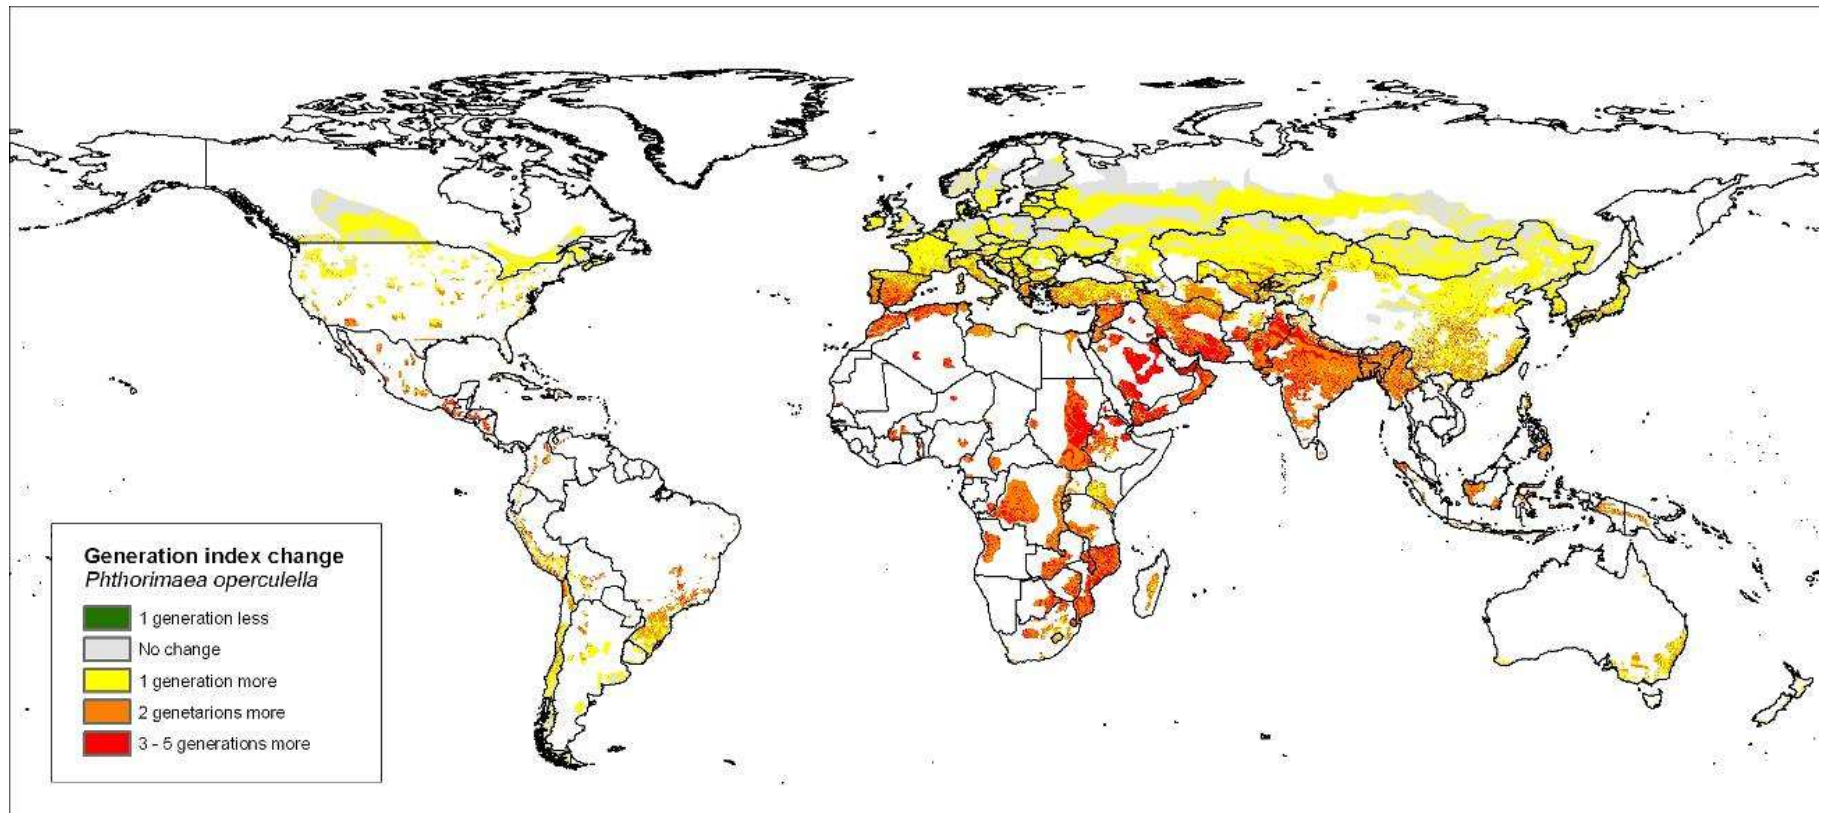 Generation index change
Phthorimaea operculella
1 generation less
No change
1 generation more
2 genetarions more
3 - 5 generations more